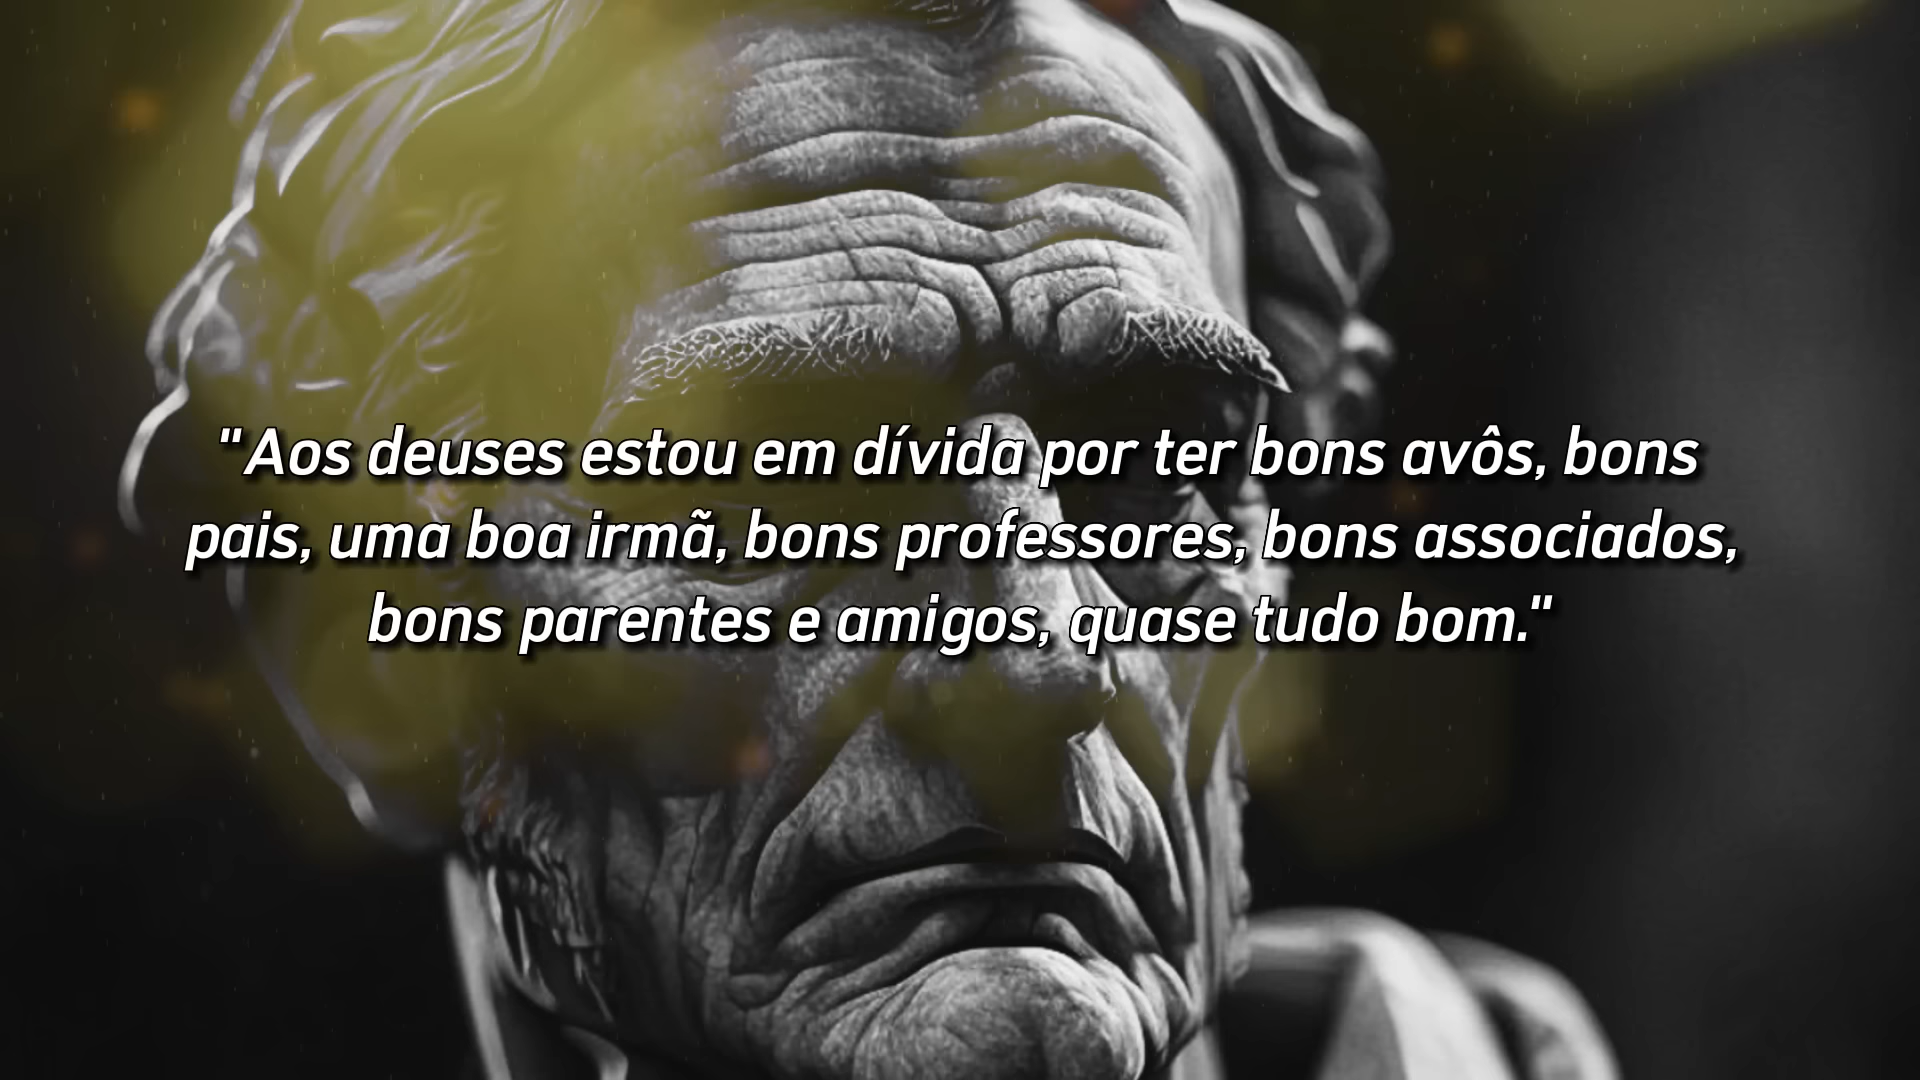 "Aos deuses estou em dívida por ter bons avôs, bons
pais, uma boa irmã, bons professores, bons associados,
bons parentes e amigos, quase tudo bom."